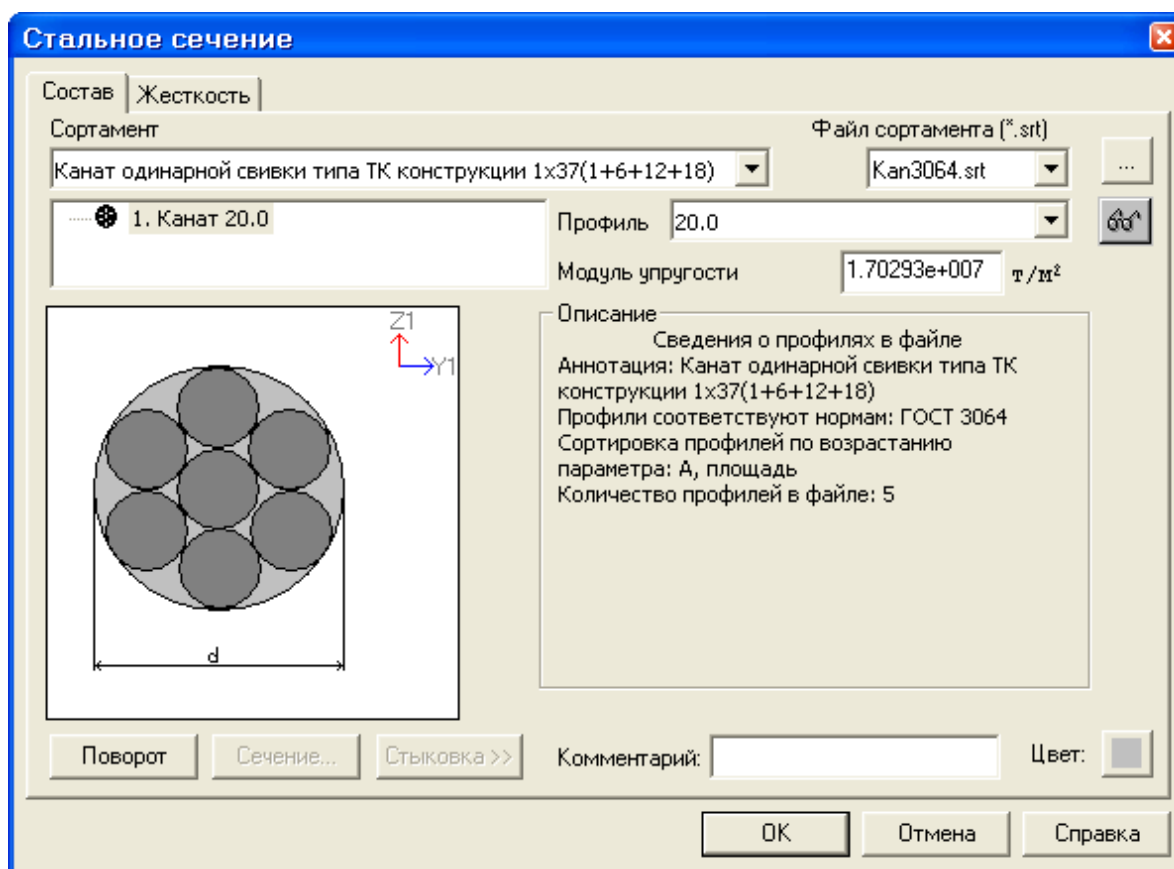 Стальное сечение
Состав
Жесткость
Сортамент
Файл сортамента (*.srt)
Канат одинарной свивки типа ТК конструкции 1x37(1+6+12+18)
Kan3064.srt
...
1. Канат 20.0
Профиль
20.0
Модуль упругости
1.70293e+007
т/м²
Z1
Y1
d
Описание
Сведения о профилях в файле
Аннотация: Канат одинарной свивки типа ТК
конструкции 1x37(1+6+12+18)
Профили соответствуют нормам: ГОСТ 3064
Сортировка профилей по возрастанию
параметра: A, площадь
Количество профилей в файле: 5
Поворот
Сечение...
Стыковка >>
Комментарий:
Цвет:
OK
Отмена
Справка